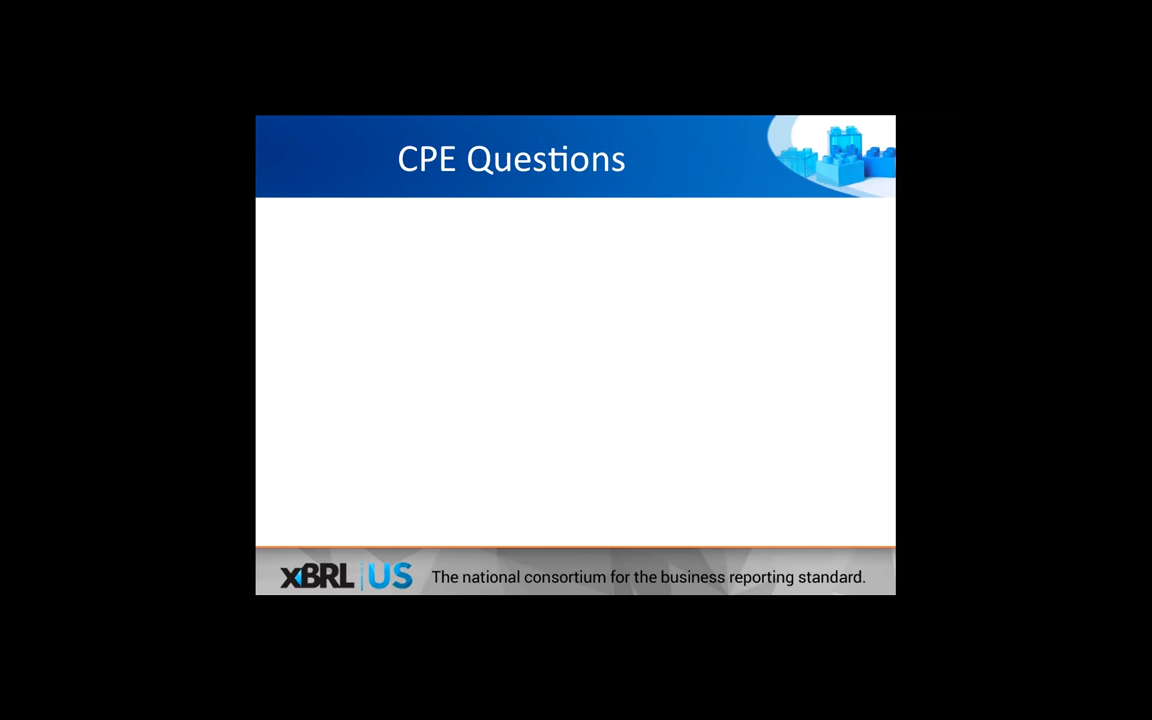 CPE Questions
XBRL US The national consortium for the business reporting standard.